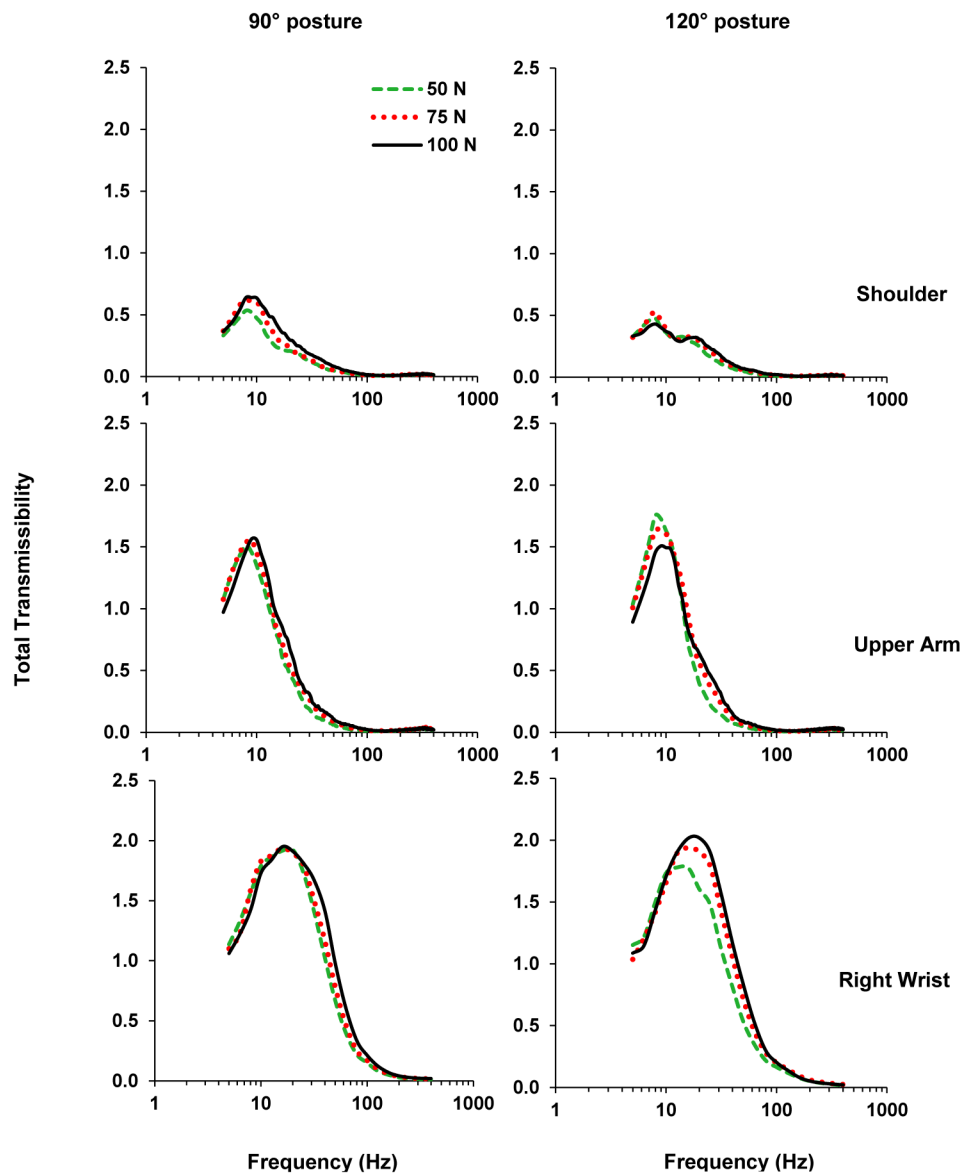 90° posture
120° posture
2.5
2.0
1.5
1.0
0.5
0.0
1 10 100 1000
50 N
75 N
100 N
2.5
2.0
1.5
1.0
0.5
0.0
1 10 100 1000
Shoulder
Total Transmissibility
2.5
2.0
1.5
1.0
0.5
0.0
1 10 100 1000
2.5
2.0
1.5
1.0
0.5
0.0
1 10 100 1000
Upper Arm
2.5
2.0
1.5
1.0
0.5
0.0
1 10 100 1000
Frequency (Hz)
2.5
2.0
1.5
1.0
0.5
0.0
1 10 100 1000
Frequency (Hz)
Right Wrist